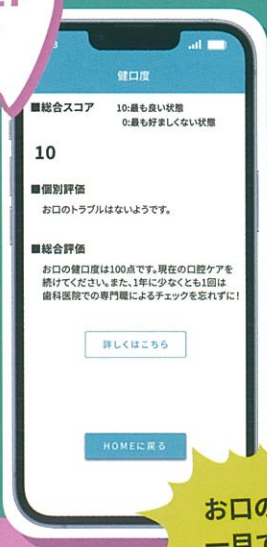 健口度
■総合スコア 10:最も良い状態
0:最も好ましくない状態
10
■個別評価
お口のトラブルはないようです。
■総合評価
お口の健口度は100点です。現在の口腔ケアを
続けてください。また、1年に少なくとも1回は
歯科医院での専門職によるチェックを忘れずに!
詳しくはこちら
HOMEに戻る
お口の
一目で